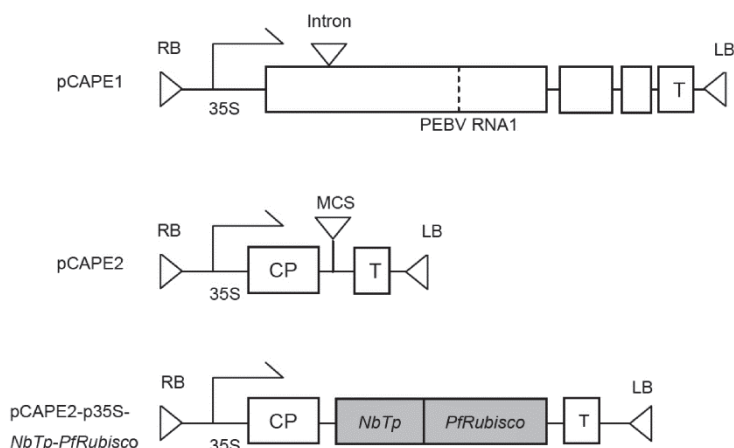 Intron
RB
LB
pCAPE1
T
35S
PEBV RNA1
MCS
RB
LB
pCAPE2
CP
T
35S
RB
LB
pCAPE2-p35S-
NbTp-PfRubisco
CP
NbTp
PfRubisco
T
35S